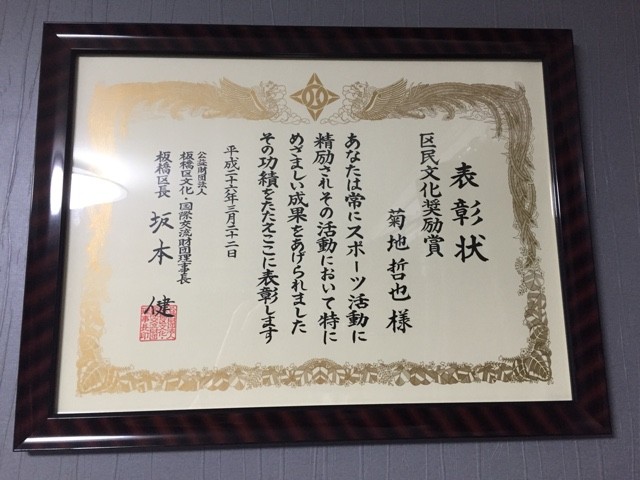 表彰状
区民文化奨励賞
菊地哲也様
あなたは常にスポーツ活動に
精励されその活動において特に
めざましい成果をあげられました
その功績をたたえここに表彰します
平成二十六年三月二十二日
公益財団法人
板橋区文化・国際交流財団理事長
板橋区長 坂本健